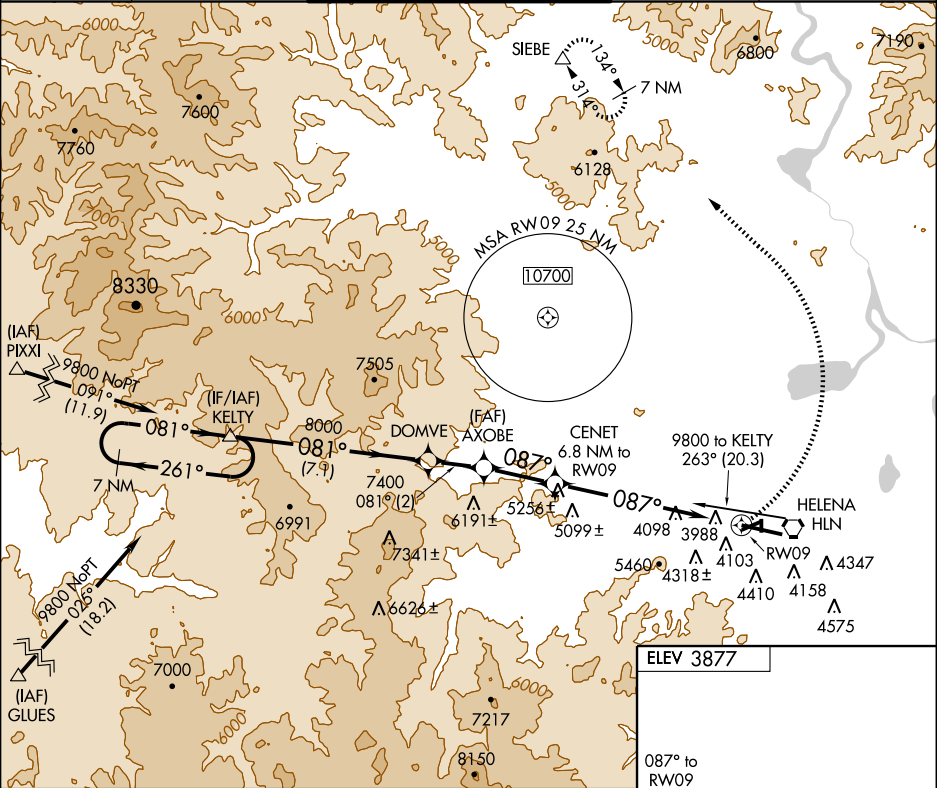 6000
5000
6800
7190
SIEBE
134°
314°
7 NM
7600
7760
6128
5000
7000
5000
MSA RW09 25 NM
10700
8330
6000
(IAF)
PIXXI
9800 NoPT
091°
(11.9)
7505
(IF/IAF)
KELTY
081°
261°
7 NM
8000
081°
(7.1)
DOMVE
(FAF)
AXOBE
087°
CENET
6.8 NM to
RW09
9800 to KELTY
263° (20.3)
7400
081° (2)
087°
HELENA
HLN
6191±
5256±
5099±
4098
3988
4103
RW09
6991
7341±
5460
4318±
4410
4158
4347
4575
6626±
9800 NoPT
026°
(18.2)
(IAF)
GLUES
7000
6000
6000
7217
8150
ELEV 3877
087° to
RW09